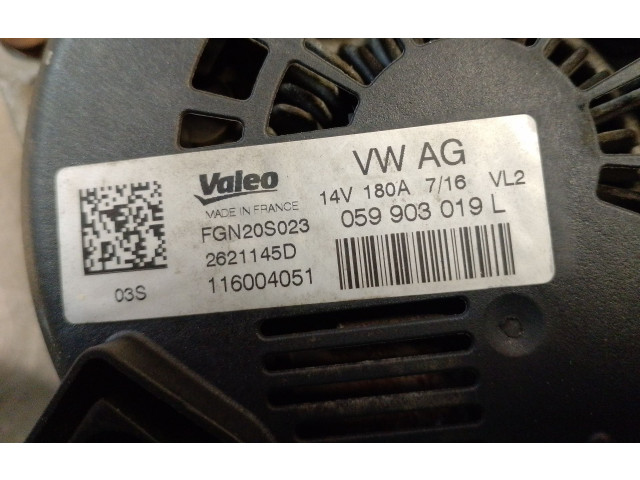 Valeo
MADE IN FRANCE
FGN20S023
2621145D
116004051
03S
VW AG
14V 180A 7/16 VL2
059 903 019 L